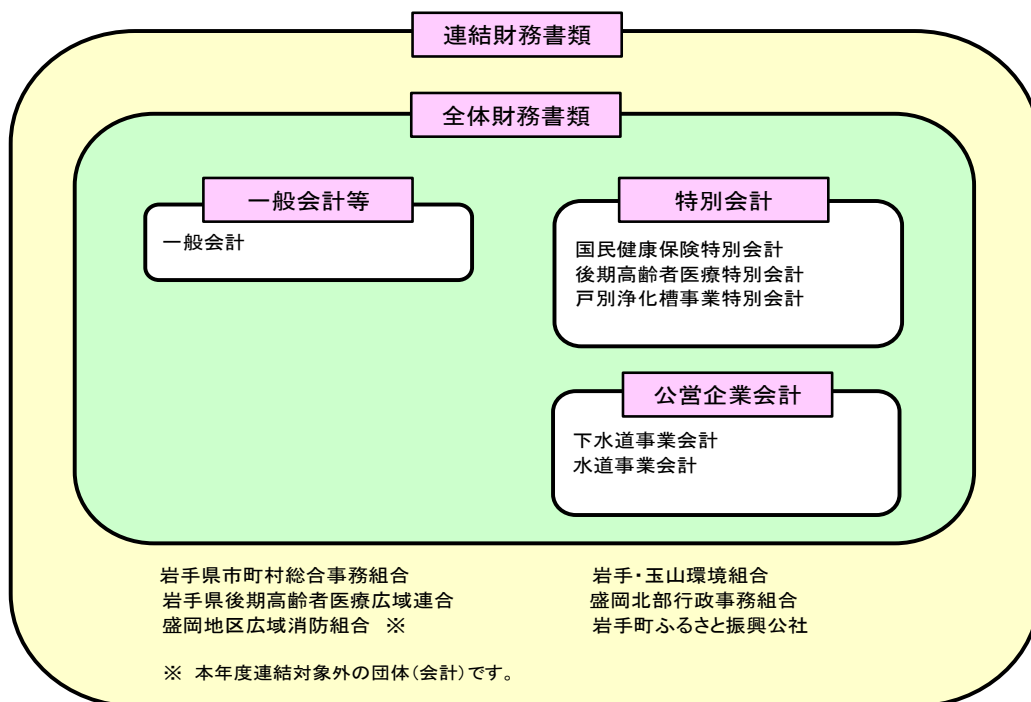 連結財務書類
全体財務書類
一般会計等
一般会計
特別会計
国民健康保険特別会計
後期高齢者医療特別会計
戸別浄化槽事業特別会計
公営企業会計
下水道事業会計
水道事業会計
岩手県市町村総合事務組合
岩手県後期高齢者医療広域連合
盛岡地区広域消防組合 ※
岩手・玉山環境組合
盛岡北部行政事務組合
岩手町ふるさと振興公社
※ 本年度連結対象外の団体(会計)です。